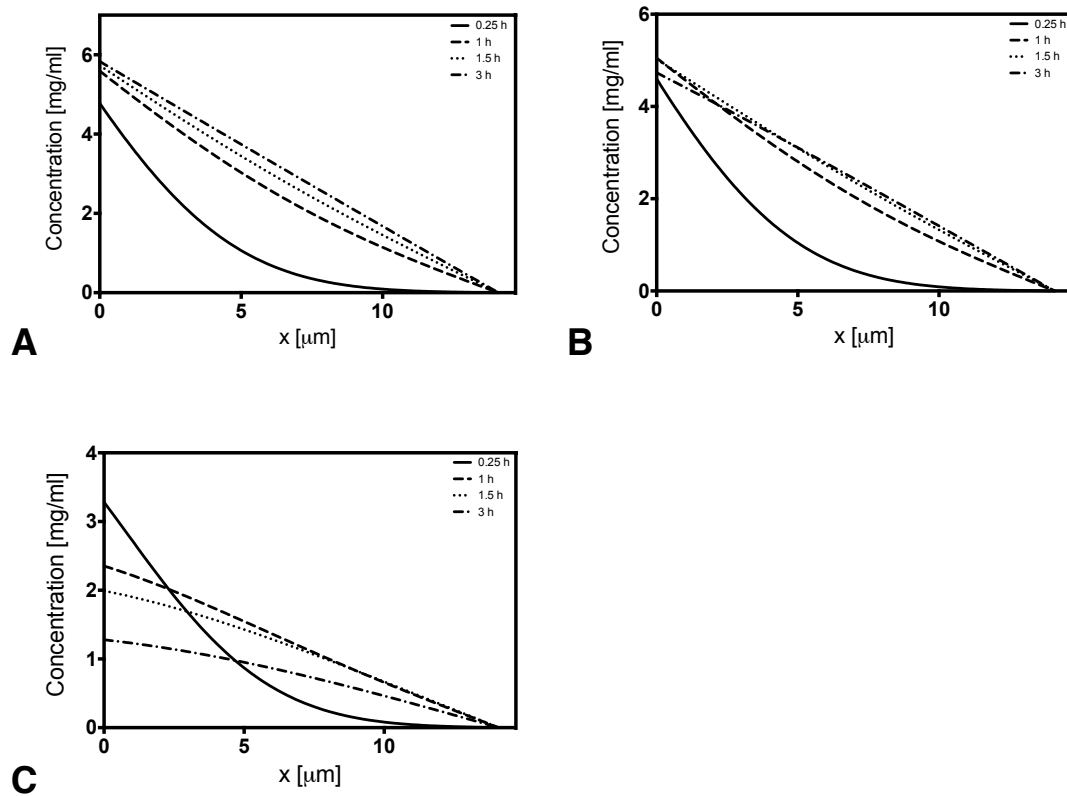 Concentration [mg/ml]
6
4
2
0
0
5
10
x [μm]
0.25 h
1 h
1.5 h
3 h
A
Concentration [mg/ml]
6
4
2
0
0
5
10
x [μm]
0.25 h
1 h
1.5 h
3 h
B
Concentration [mg/ml]
4
3
2
1
0
0
5
10
x [μm]
0.25 h
1 h
1.5 h
3 h
C